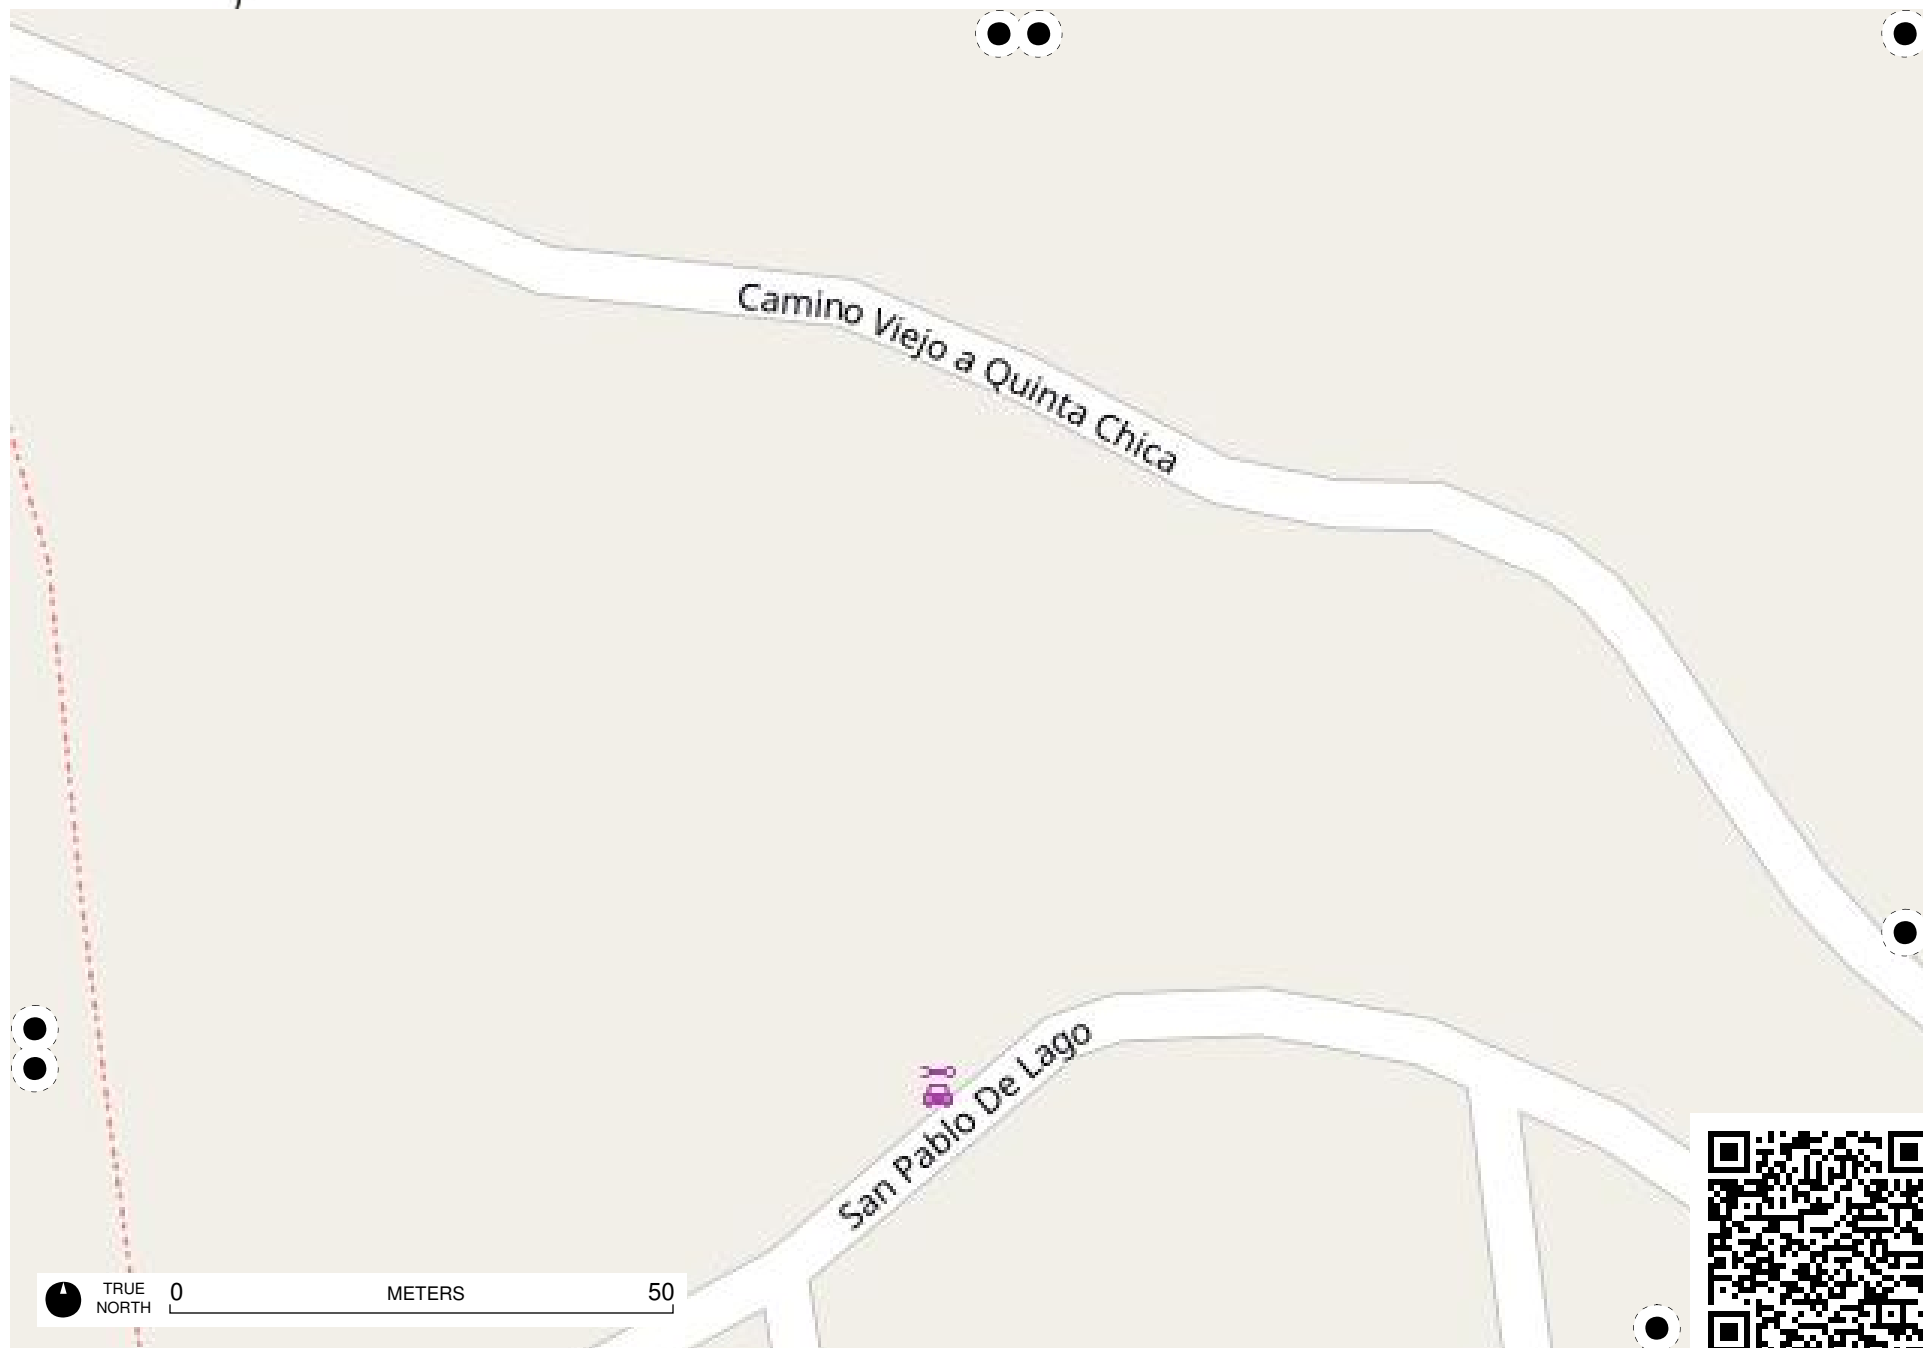 Camino Viejo a Quinta Chica
San Pablo De Lago
TRUE NORTH
0 METERS 50